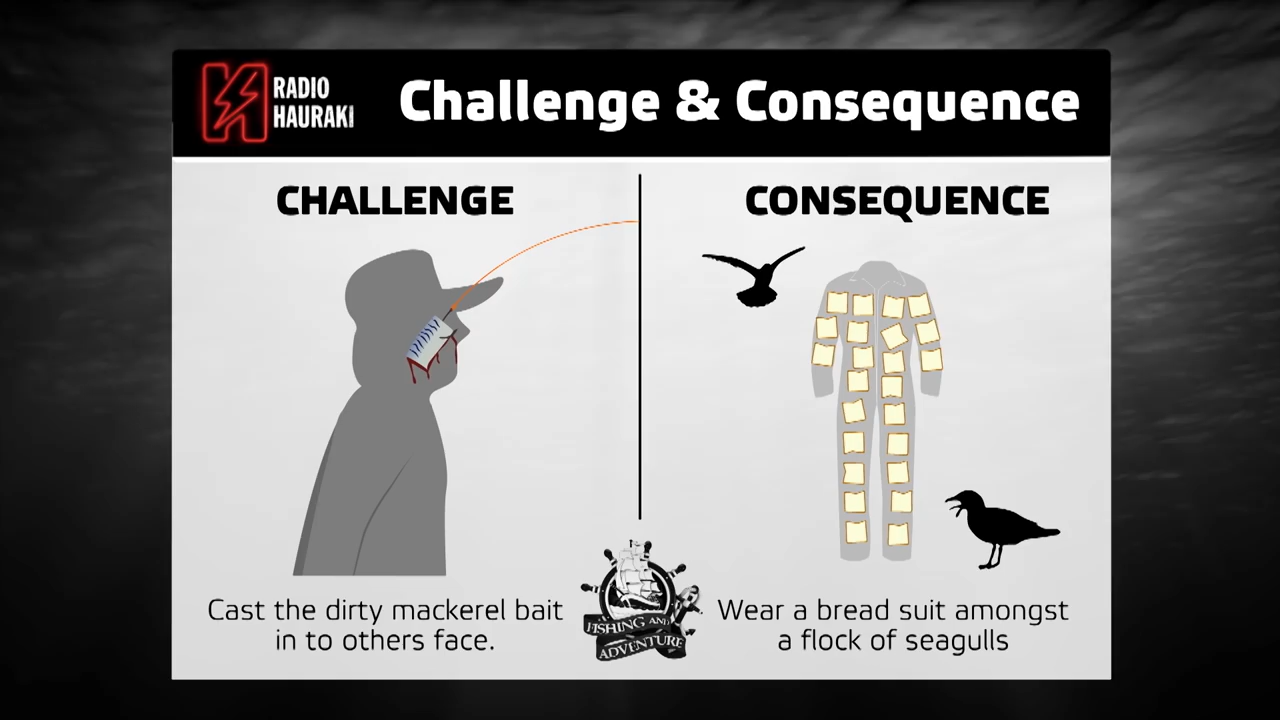 RADIO
HAURAKI
Challenge & Consequence
CHALLENGE
CONSEQUENCE
Cast the dirty mackerel bait
in to others face.
FISHING AND
ADVENTURE
Wear a bread suit amongst
a flock of seagulls